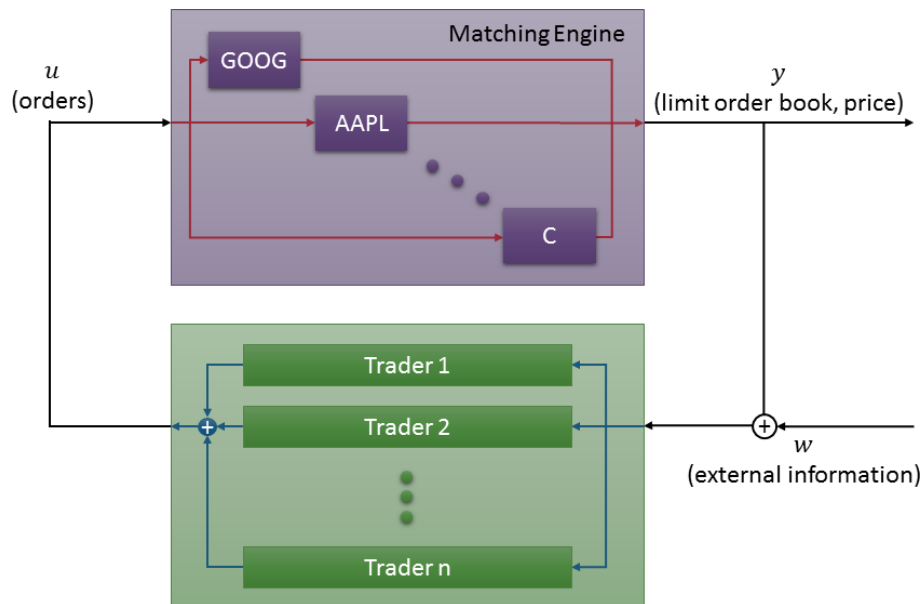 Matching Engine
GOOG
u
(orders)
y
(limit order book, price)
AAPL
C
Trader 1
+
Trader 2
+
w
(external information)
Trader n